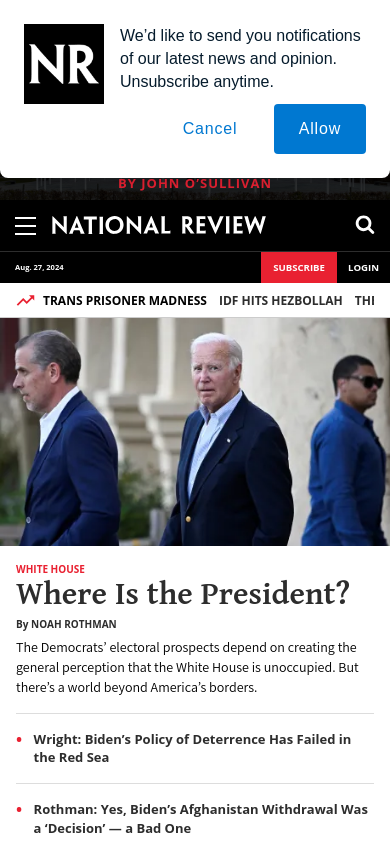 NR
We’d like to send you notifications
of our latest news and opinion.
Unsubscribe anytime.
Cancel
Allow
BY JOHN O’SULLIVAN
NATIONAL REVIEW
Aug. 27, 2024
SUBSCRIBE
LOGIN
TRANS PRISONER MADNESS
IDF HITS HEZBOLLAH
THI
WHITE HOUSE
Where Is the President?
By NOAH ROTHMAN
The Democrats’ electoral prospects depend on creating the
general perception that the White House is unoccupied. But
there’s a world beyond America’s borders.
Wright: Biden’s Policy of Deterrence Has Failed in
the Red Sea
Rothman: Yes, Biden’s Afghanistan Withdrawal Was
a ‘Decision’ — a Bad One